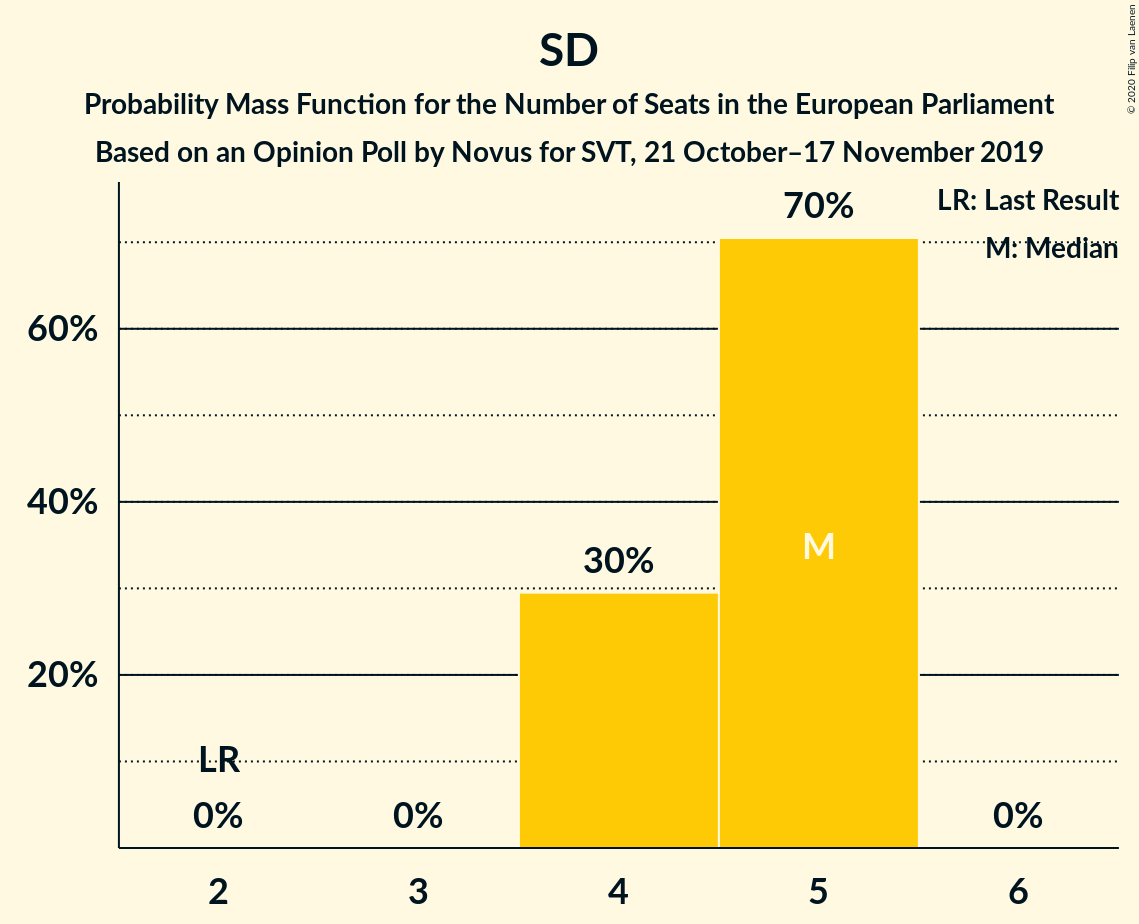 SD
Probability Mass Function for the Number of Seats in the European Parliament
Based on an Opinion Poll by Novus for SVT, 21 October–17 November 2019
© 2020 Filip van Laenen
LR: Last Result
M: Median
70%
60%
40%
30%
20%
M
LR
0%
0%
0%
2
3
4
5
6